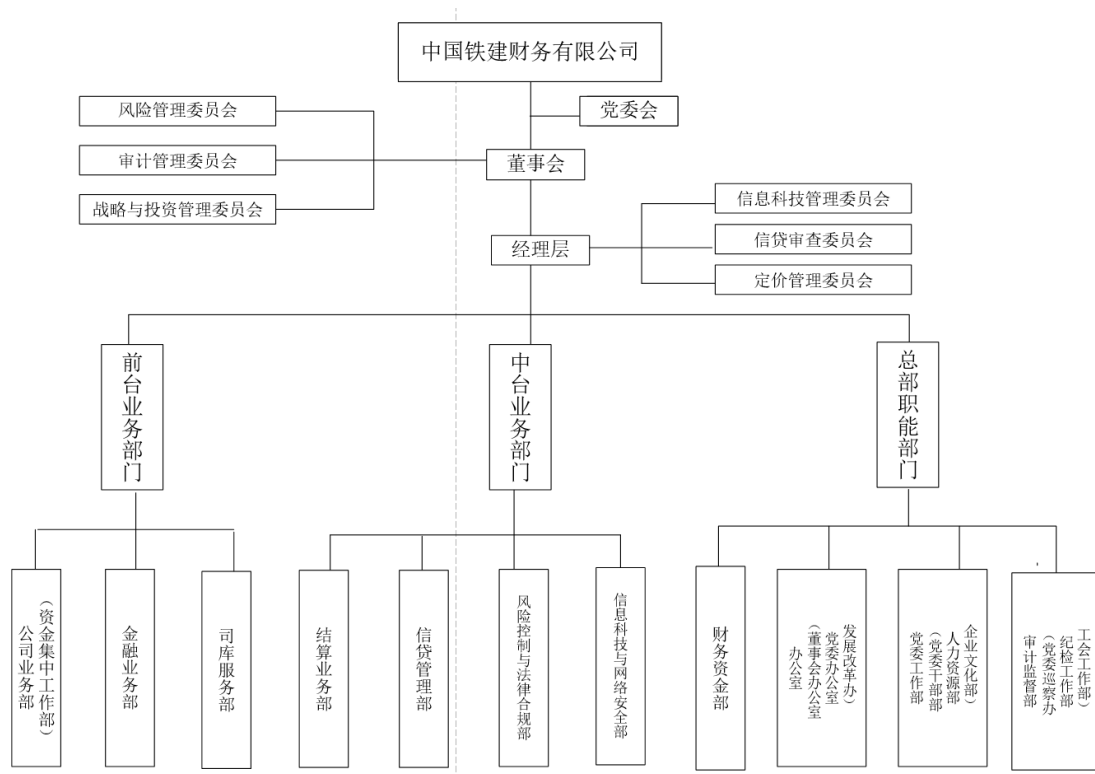 中国铁建财务有限公司
党委会
风险管理委员会
审计管理委员会
战略与投资管理委员会
董事会
经理层
信息科技管理委员会
信贷审查委员会
定价管理委员会
前台业务部门
中台业务部门
总部职能部门
公司业务部
（资金集中工作部）
金融业务部
司库服务部
结算业务部
信贷管理部
风险控制与法律合规部
信息科技与网络安全部
财务资金部
办公室
（董事会办公室
党委办公室
发展改革办）
党委工作部
（党委干部部
人力资源部
企业文化部）
审计监督部
（党委巡察办
纪检工作部
工会工作部）